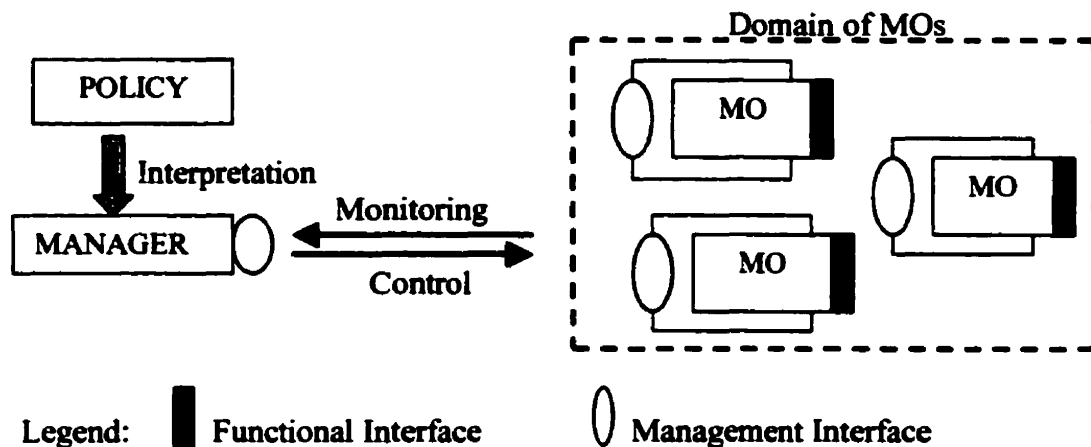 Domain of MOs
POLICY
MO
Interpretation
MO
Monitoring
MANAGER
MO
Control
Legend: Functional Interface Management Interface